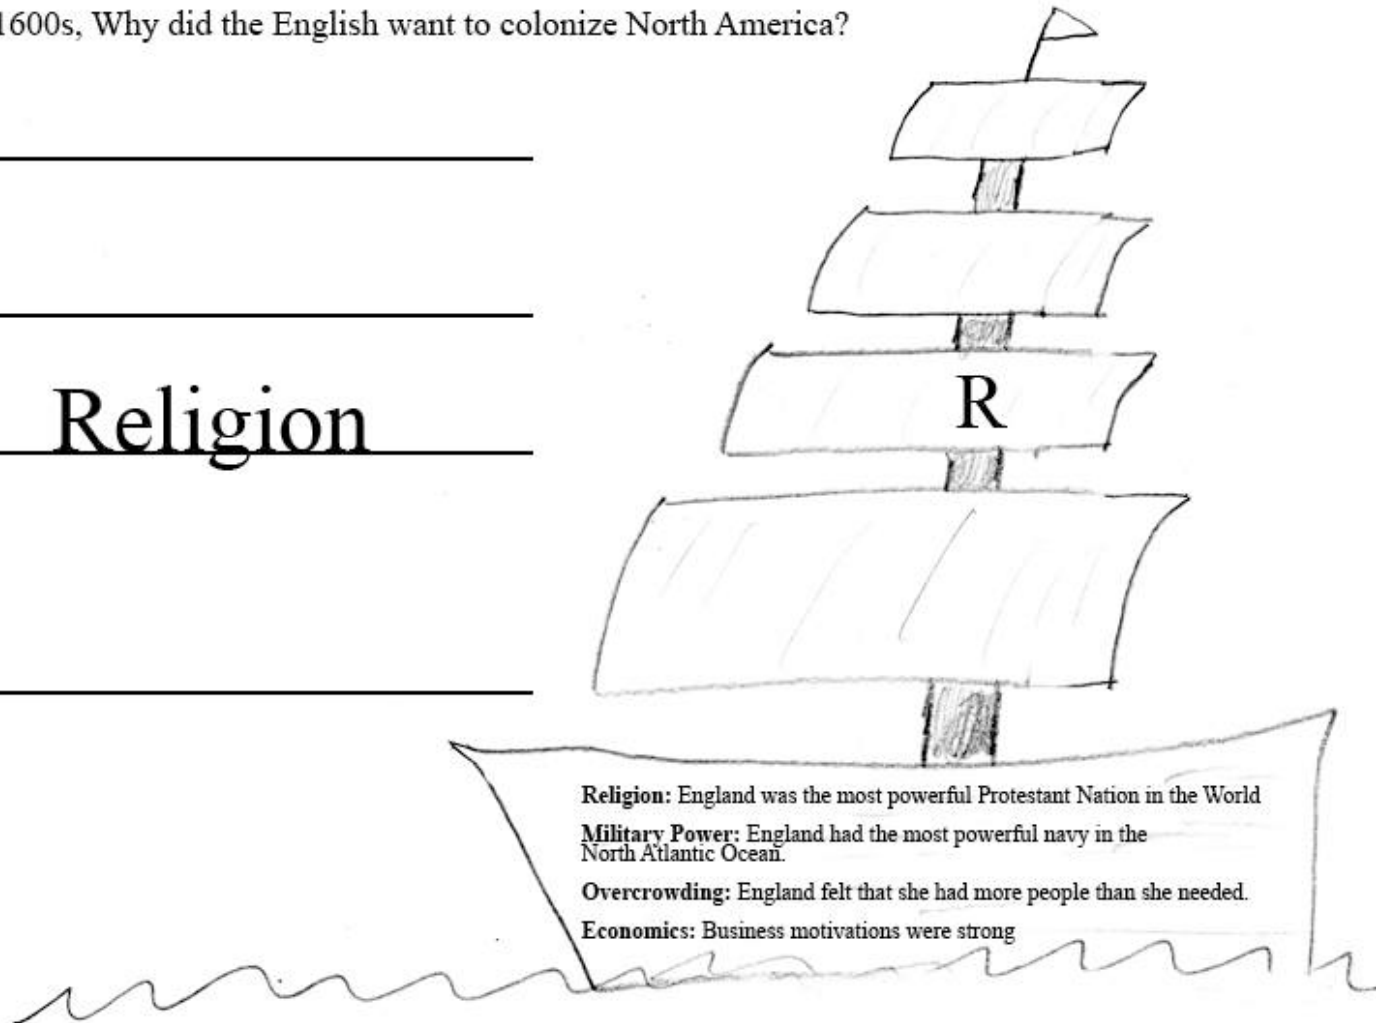 1600s, Why did the English want to colonize North America?
Religion
R
Religion: England was the most powerful Protestant Nation in the World
Military Power: England had the most powerful navy in the
North Atlantic Ocean.
Overcrowding: England felt that she had more people than she needed.
Economics: Business motivations were strong